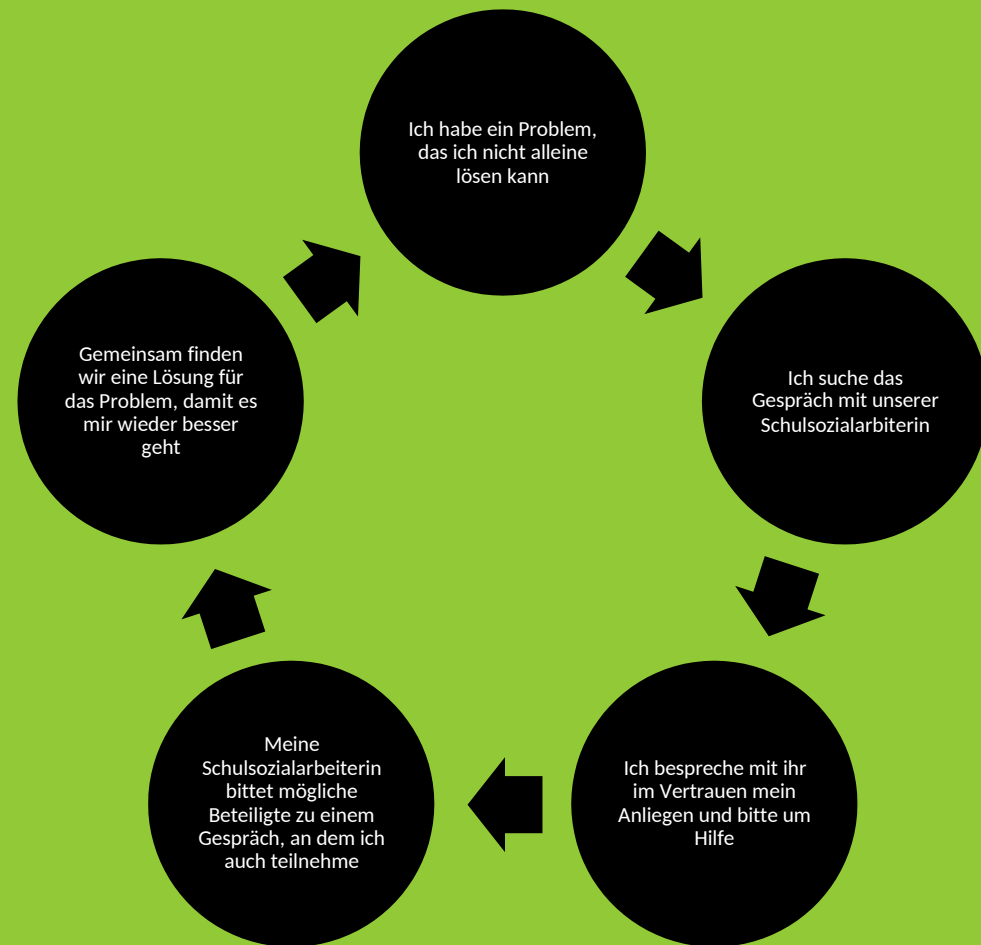 Ich habe ein Problem,
das ich nicht alleine
lösen kann
Ich suche das
Gespräch mit unserer
Schulsozialarbiterin
Ich bespreche mit ihr
im Vertrauen mein
Anliegen und bitte um
Hilfe
Meine
Schulsozialarbeiterin
bittet mögliche
Beteiligte zu einem
Gespräch, an dem ich
auch teilnehme
Gemeinsam finden
wir eine Lösung für
das Problem, damit es
mir wieder besser
geht